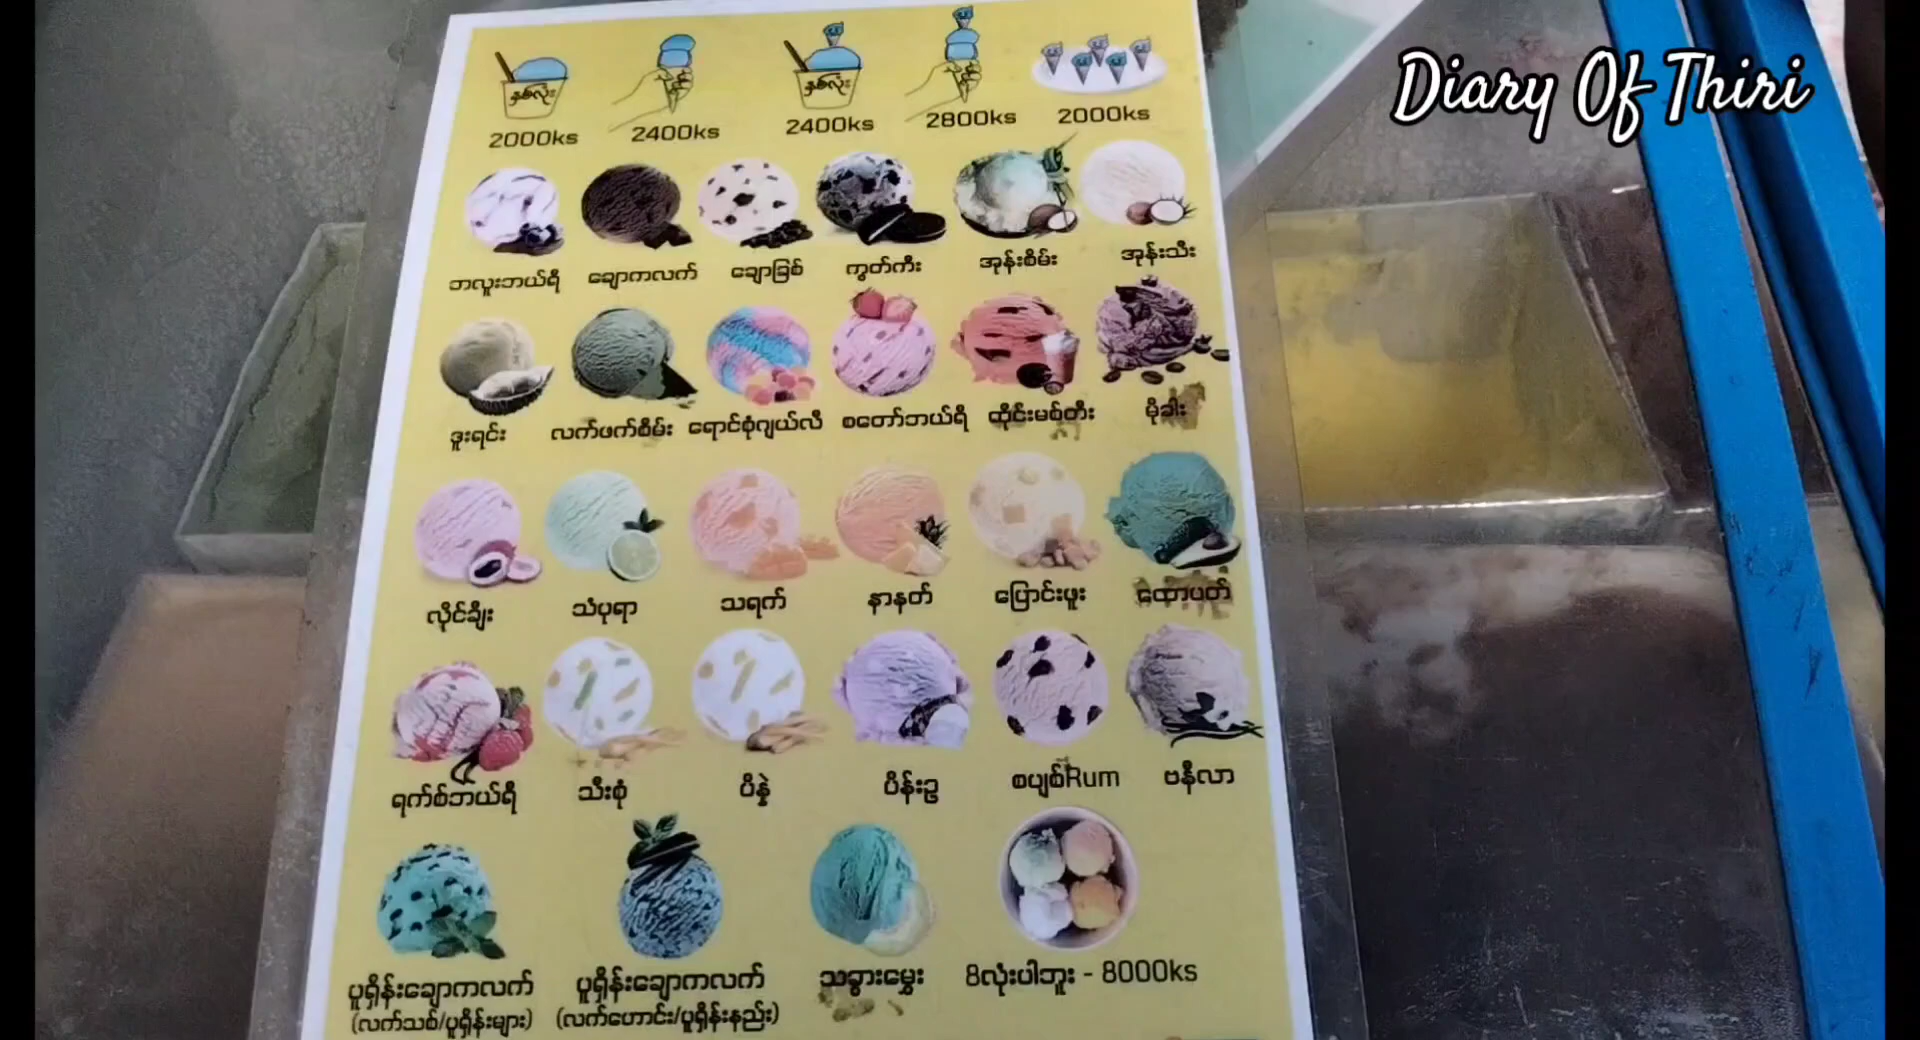 Diary Of Thiri
နှစ်လုံး နှစ်လုံး
2000ks 2400ks 2400ks 2800ks 2000ks
ဘလူးဘယ်ရီ ချောကလက် ချောခြစ် ကွတ်ကီး အုန်းစိမ်း အုန်းသီး
ဒူးရင်း လက်ဖက်စိမ်း ရောင်စုံဂျယ်လီ စတော်ဘယ်ရီ ထိုင်းမစ်တီး မိုခါး
လိုင်ချီး သံပုရာ သရက် နာနတ် ပြောင်းဖူး ထောပတ်
ရက်စ်ဘယ်ရီ သီးစုံ ပီနဲ့ ပိန်းဥ စပျစ်Rum ဗနီလာ
ပူရှိန်းချောကလက် ပူရှိန်းချောကလက် သခွားမွှေး 8လုံးပါဘူး - 8000ks
(လက်သစ်/ပူရှိန်းများ) (လက်ဟောင်း/ပူရှိန်းနည်း)